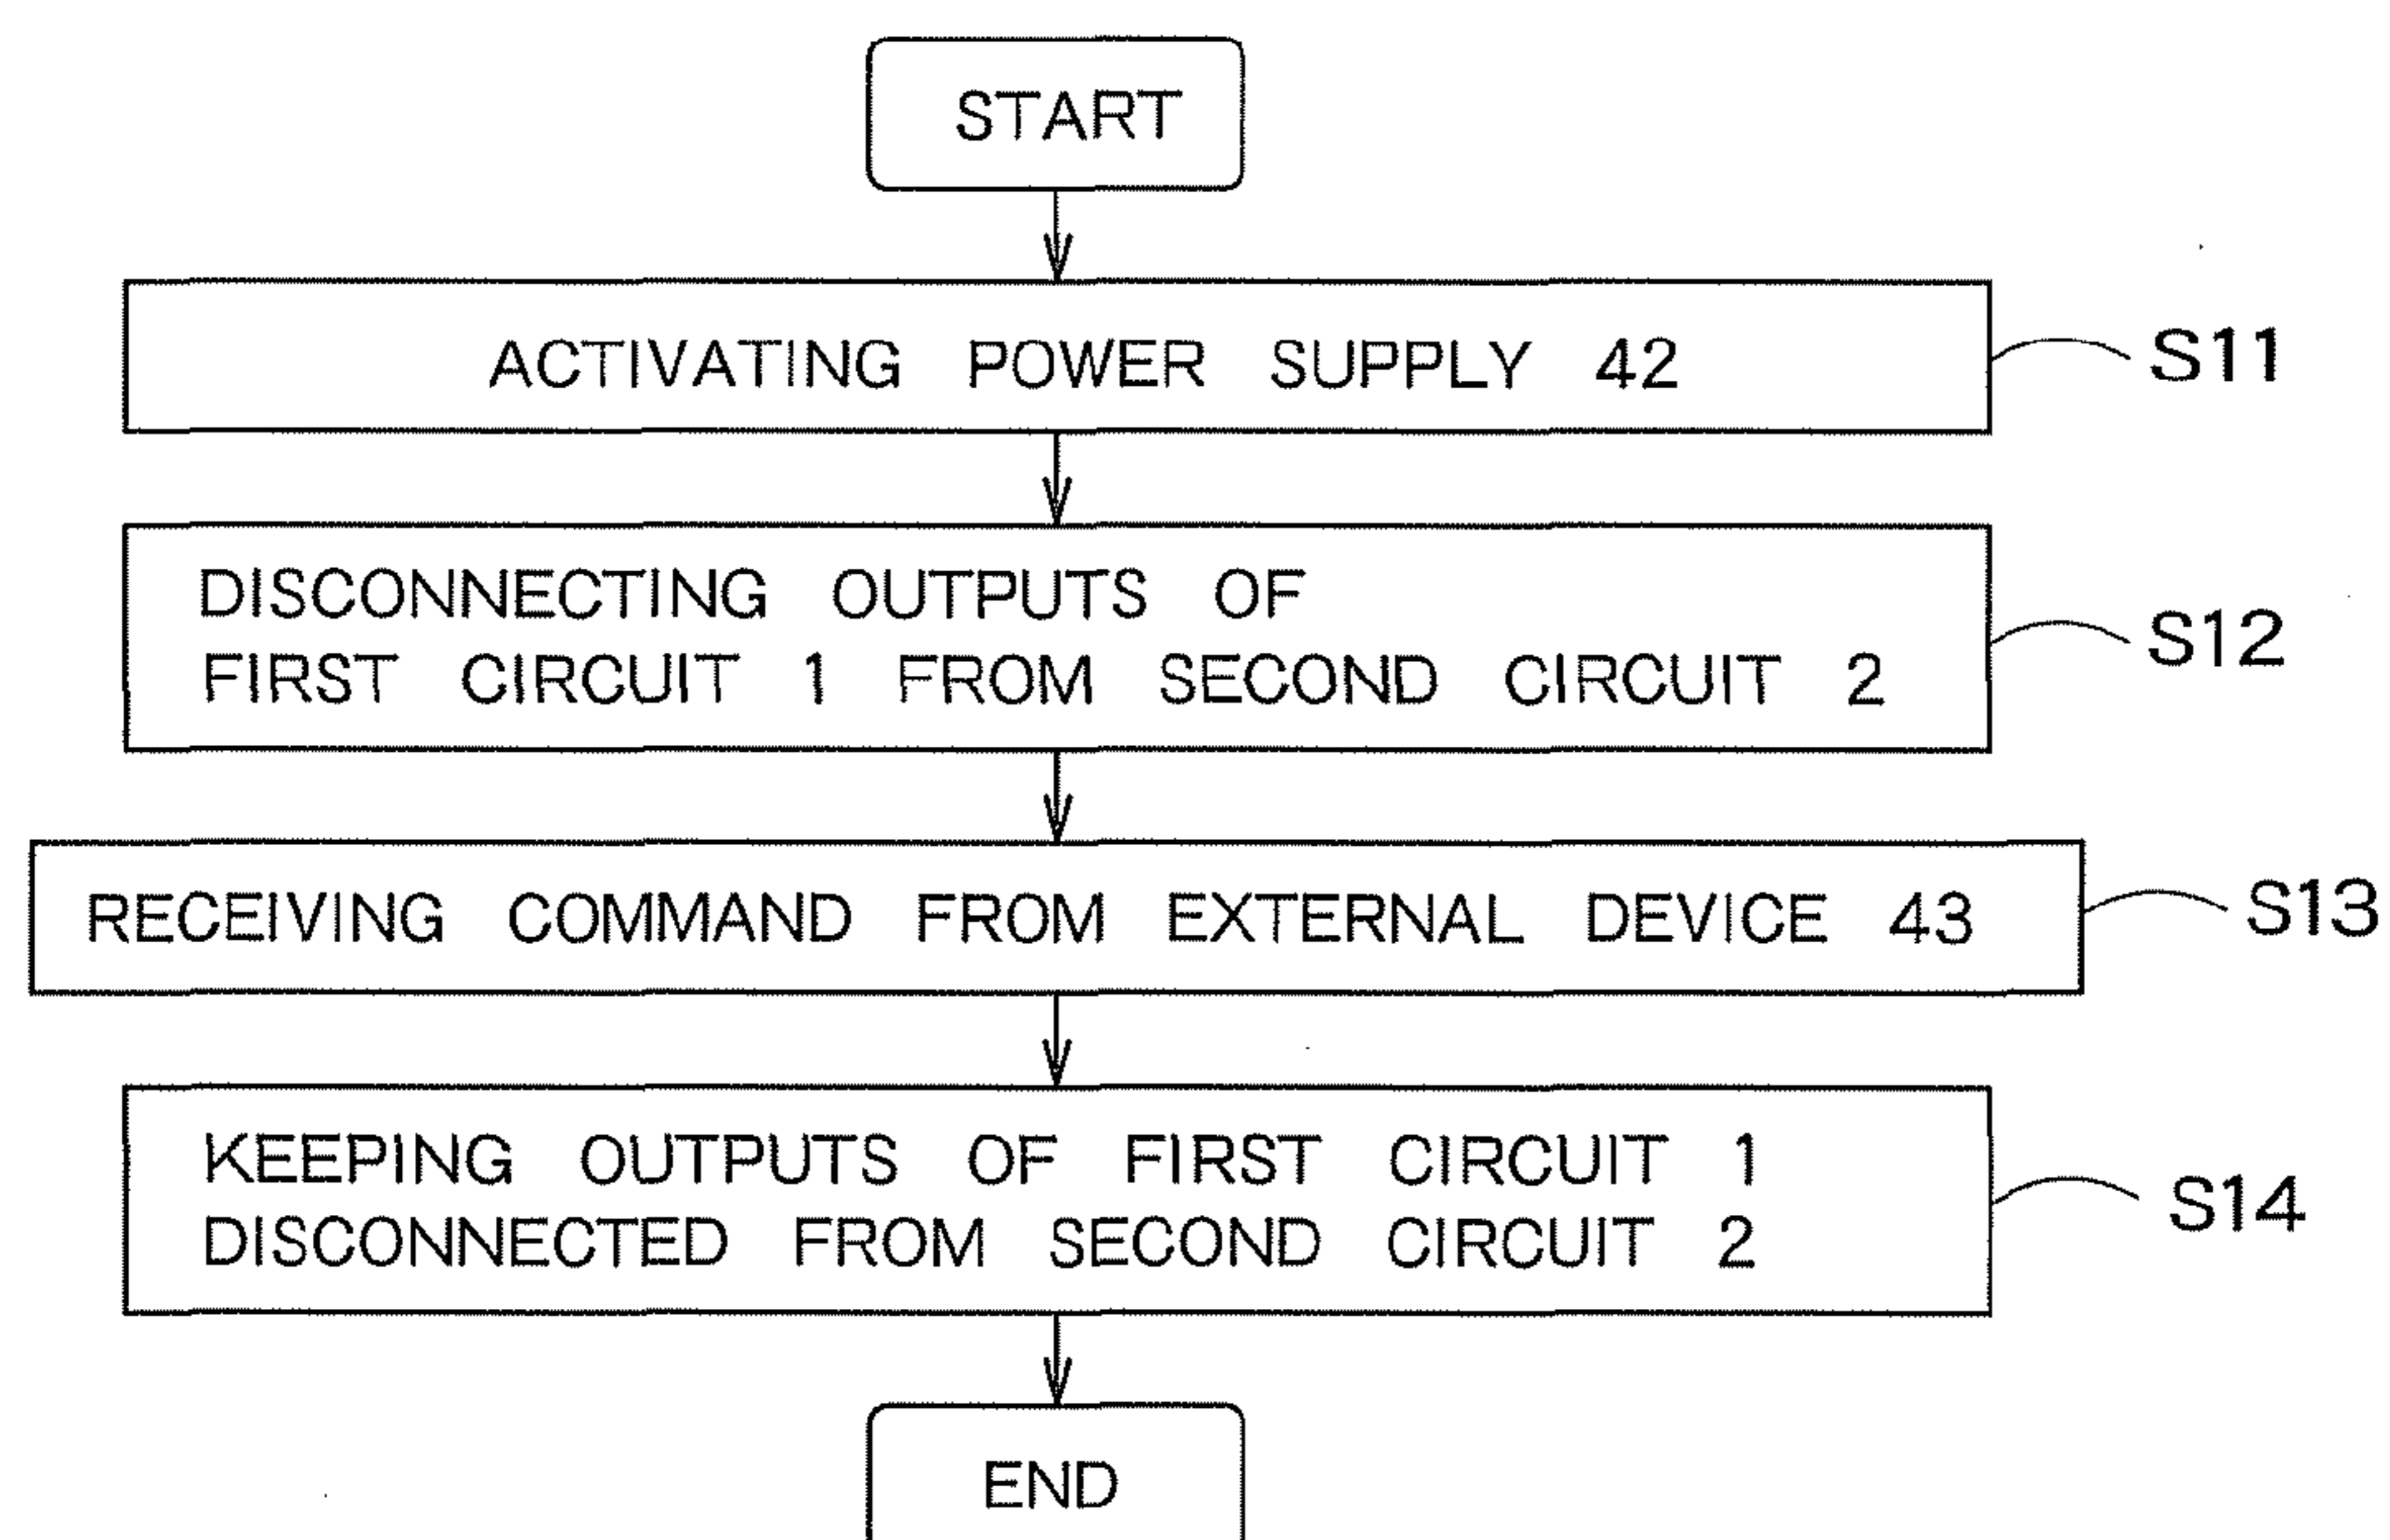 START
ACTIVATING POWER SUPPLY 42
S11
DISCONNECTING OUTPUTS OF
FIRST CIRCUIT 1 FROM SECOND CIRCUIT 2
S12
RECEIVING COMMAND FROM EXTERNAL DEVICE 43
S13
KEEPING OUTPUTS OF FIRST CIRCUIT 1
DISCONNECTED FROM SECOND CIRCUIT 2
S14
END